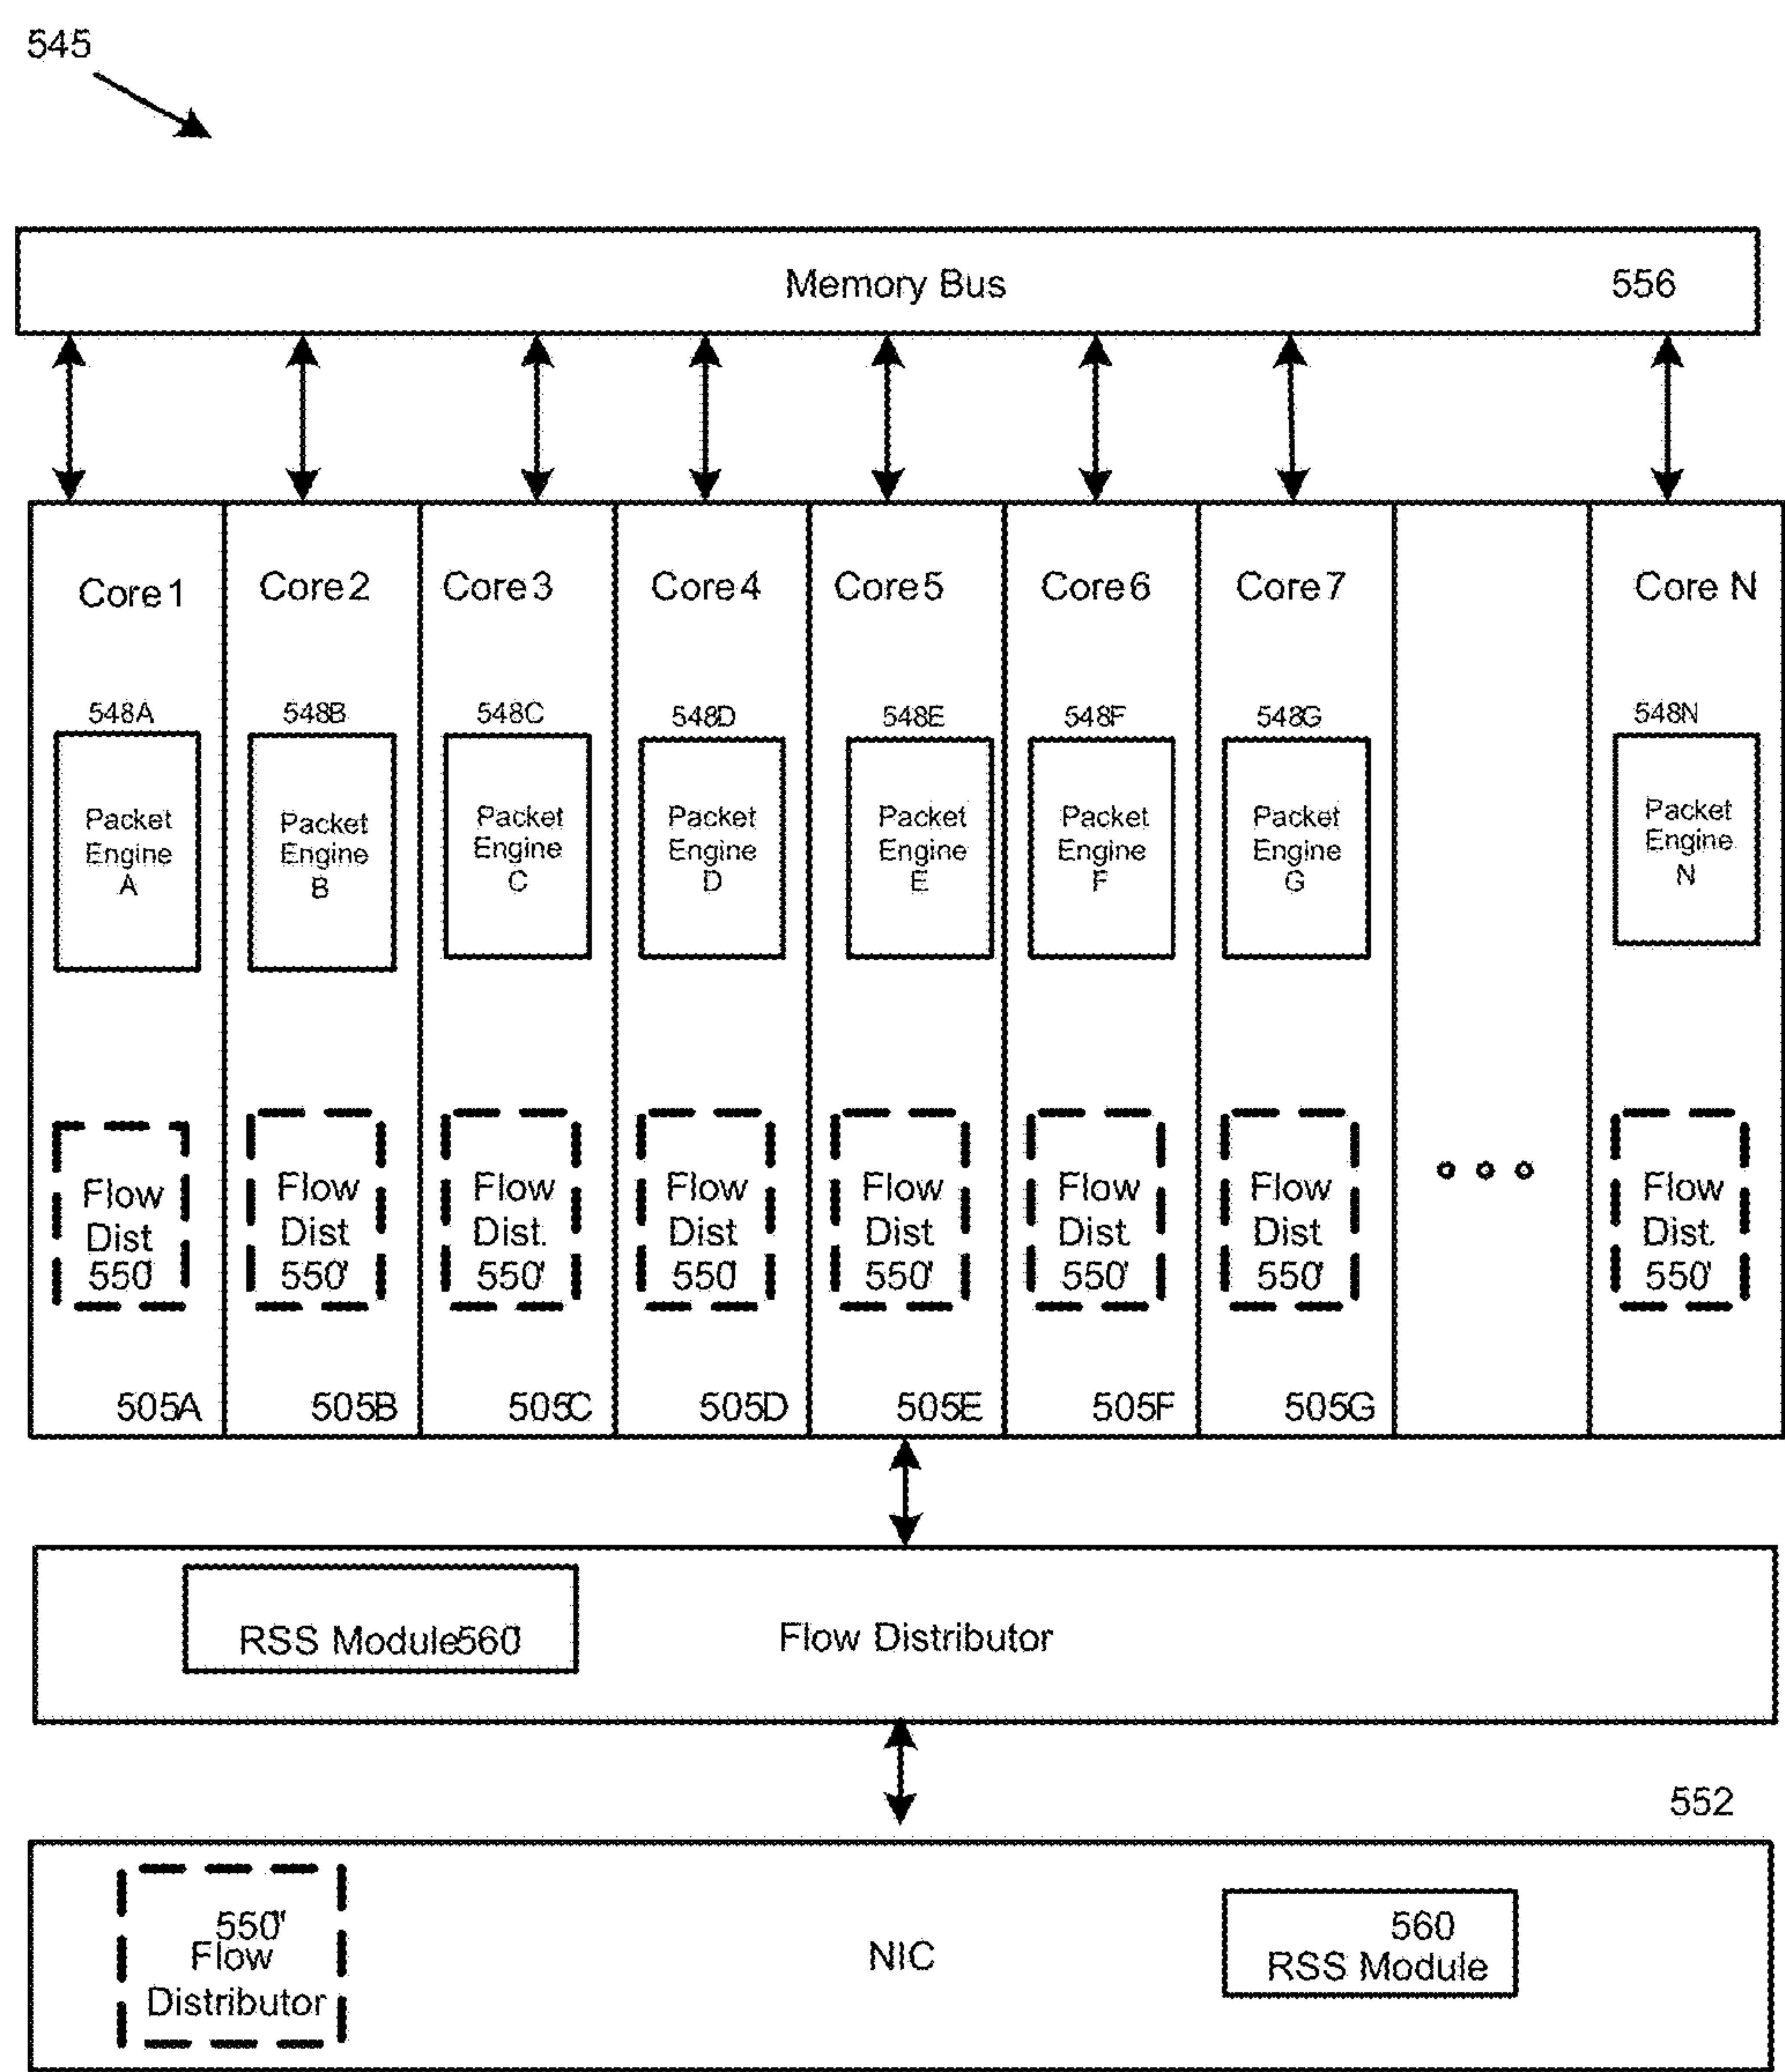 545
Memory Bus 556
Core 1 Core 2 Core 3 Core 4 Core 5 Core 6 Core 7 Core N
548A 548B 548C 548D 548E 548F 548G 548N
Packet Engine A
Packet Engine B
Packet Engine C
Packet Engine D
Packet Engine E
Packet Engine F
Packet Engine G
Packet Engine N
Flow Dist 550'
Flow Dist 550'
Flow Dist. 550'
Flow Dist 550'
Flow Dist 550'
Flow Dist. 550'
Flow Dist 550'
Flow Dist. 550'
505A 505B 505C 505D 505E 505F 505G
RSS Module 560' Flow Distributor
552
550"
Flow
Distributor
NIC
560
RSS Module